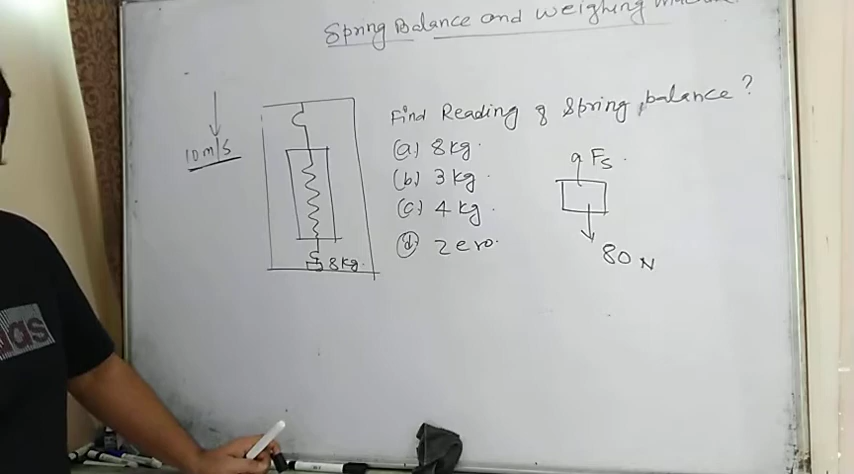 Spring Balance and Weighing
10 m/s
Find Reading of Spring balance?
(a) 8 kg.
(b) 3 kg.
(c) 4 kg.
(d) Zero.
8 kg.
Fs.
80 N
das